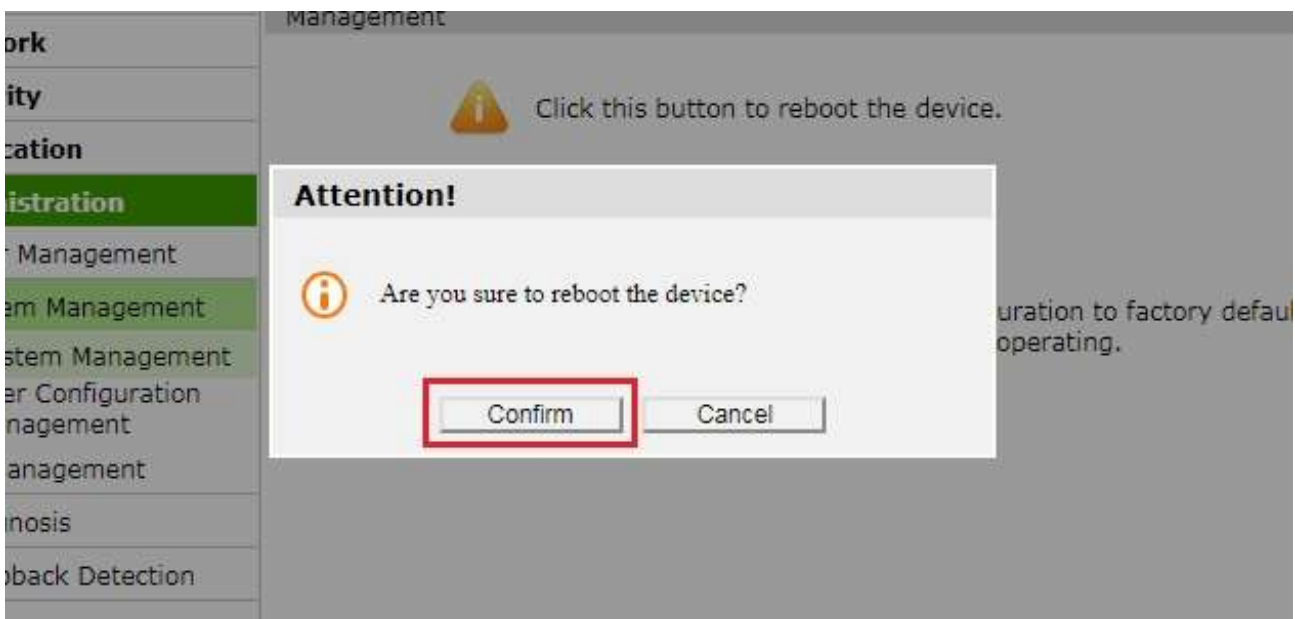 Management
ork
ity
Click this button to reboot the device.
cation
istration
Attention!
r Management
Are you sure to reboot the device?
em Management
uration to factory defau
operating.
stem Management
er Configuration
nagement
Confirm
Cancel
anagement
nosis
oback Detection